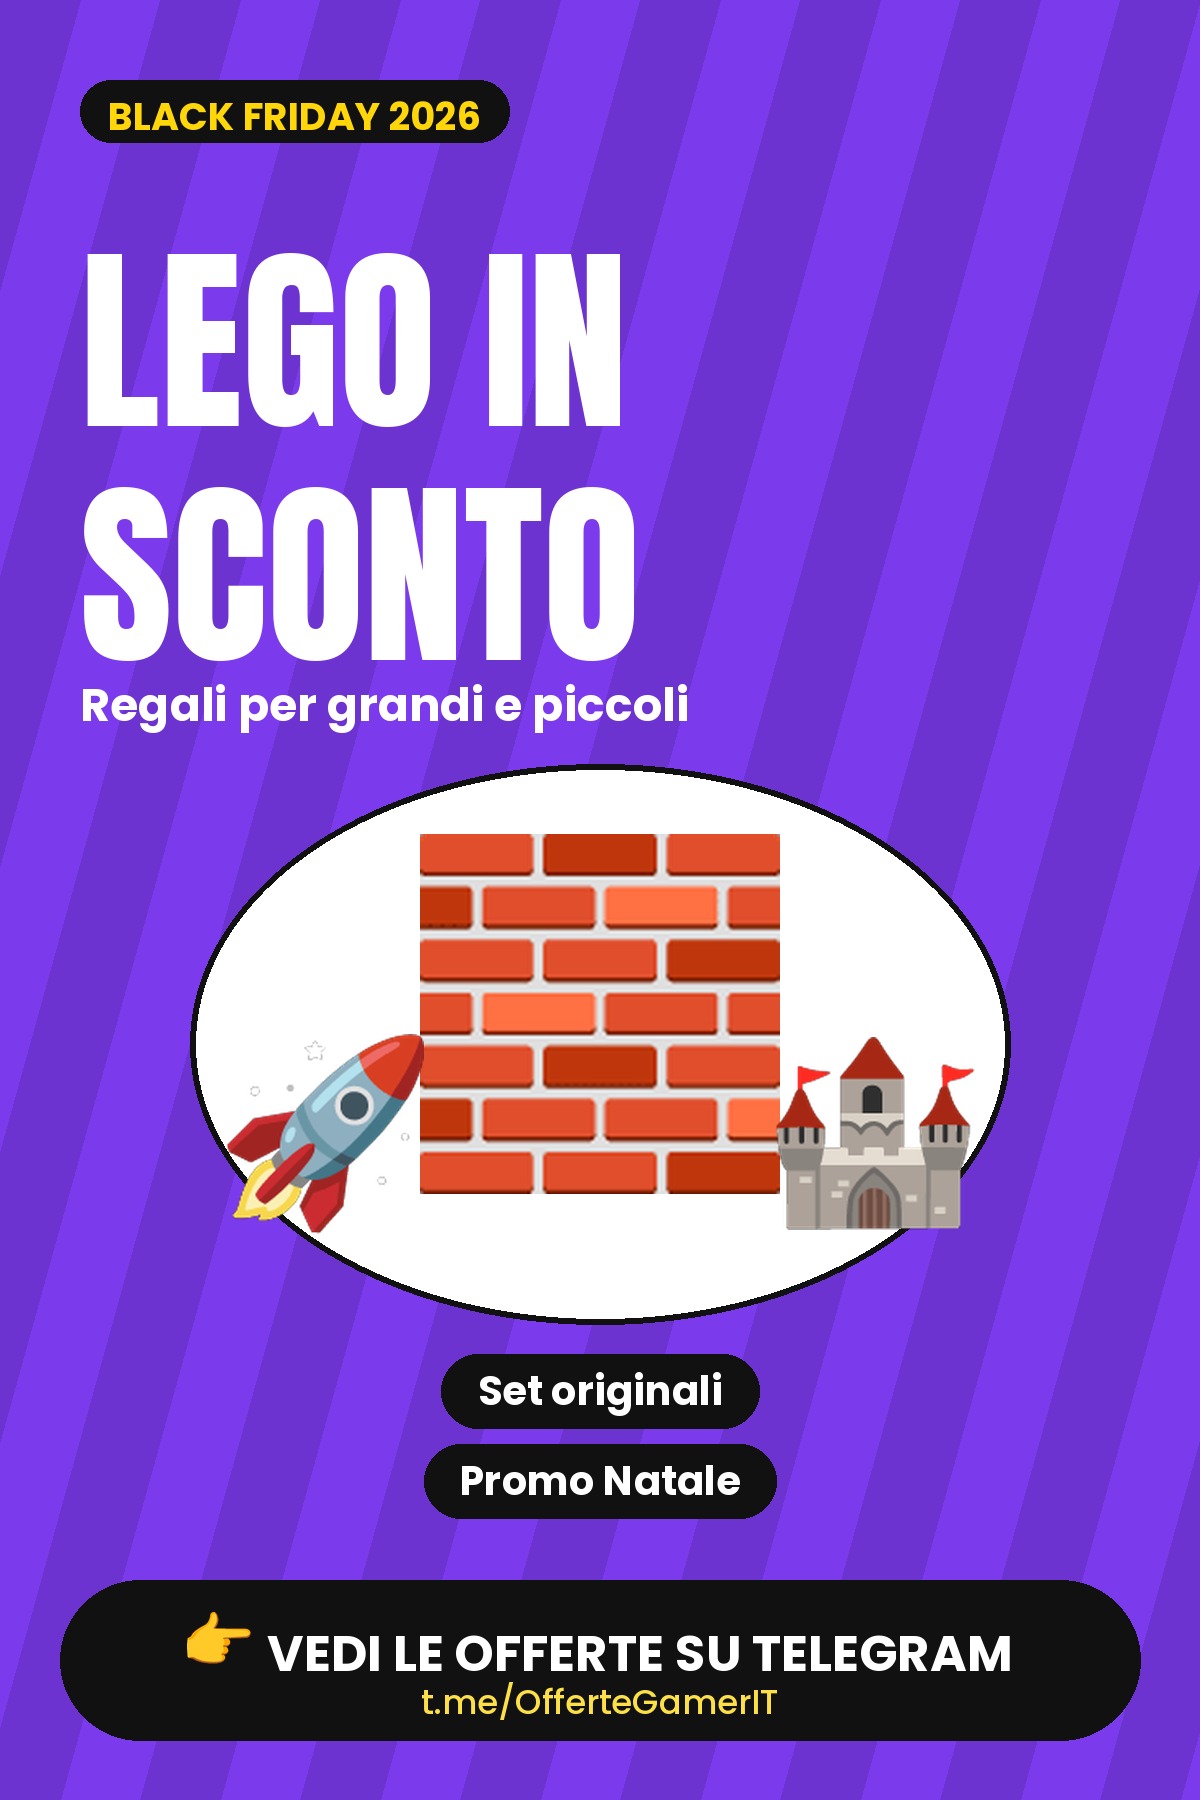 BLACK FRIDAY 2026
LEGO IN
SCONTO
Regali per grandi e piccoli
Set originali
Promo Natale
VEDI LE OFFERTE SU TELEGRAM
t.me/OfferteGamerIT